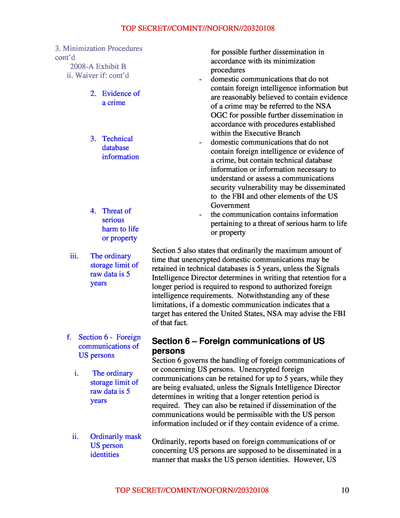 TOP SECRET//COMINT//NOFORN//20320108
3. Minimization Procedures
cont'd
2008-A Exhibit B
ii. Waiver if: cont'd
for possible further dissemination in
accordance with its minimization
procedures
2. Evidence of
a crime
- domestic communications that do not
contain foreign intelligence information but
are reasonably believed to contain evidence
of a crime may be referred to the NSA
OGC for possible further dissemination in
accordance with procedures established
within the Executive Branch
3. Technical
database
information
- domestic communications that do not
contain foreign intelligence or evidence of
a crime, but contain technical database
information or information necessary to
understand or assess a communications
security vulnerability may be disseminated
to the FBI and other elements of the US
Government
4. Threat of
serious
harm to life
or property
- the communication contains information
pertaining to a threat of serious harm to life
or property
iii. The ordinary
storage limit of
raw data is 5
years
Section 5 also states that ordinarily the maximum amount of
time that unencrypted domestic communications may be
retained in technical databases is 5 years, unless the Signals
Intelligence Director determines in writing that retention for a
longer period is required to respond to authorized foreign
intelligence requirements. Notwithstanding any of these
limitations, if a domestic communication indicates that a
target has entered the United States, NSA may advise the FBI
of that fact.
f. Section 6 - Foreign
communications of
US persons
Section 6 – Foreign communications of US
persons
Section 6 governs the handling of foreign communications of
or concerning US persons. Unencrypted foreign
communications can be retained for up to 5 years, while they
are being evaluated, unless the Signals Intelligence Director
determines in writing that a longer retention period is
required. They can also be retained if dissemination of the
communications would be permissible with the US person
information included or if they contain evidence of a crime.
i. The ordinary
storage limit of
raw data is 5
years
ii. Ordinarily mask
US person
identities
Ordinarily, reports based on foreign communications of or
concerning US persons are supposed to be disseminated in a
manner that masks the US person identities. However, US
TOP SECRET//COMINT//NOFORN//20320108
10